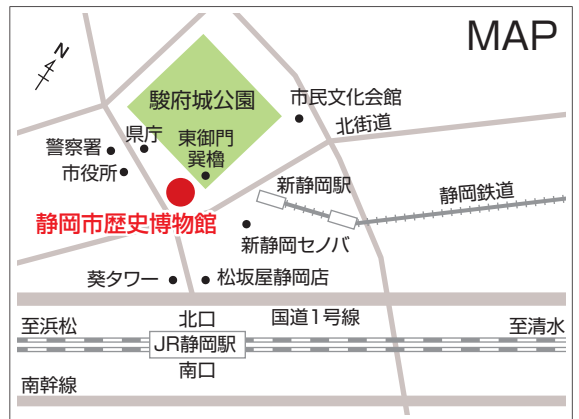 MAP
N
駿府城公園
市民文化会館
北街道
県庁
東御門
巽櫓
警察署
市役所
新静岡駅
静岡鉄道
静岡市歴史博物館
新静岡セノバ
葵タワー
松坂屋静岡店
北口
国道1号線
至浜松
至清水
JR静岡駅
南口
南幹線